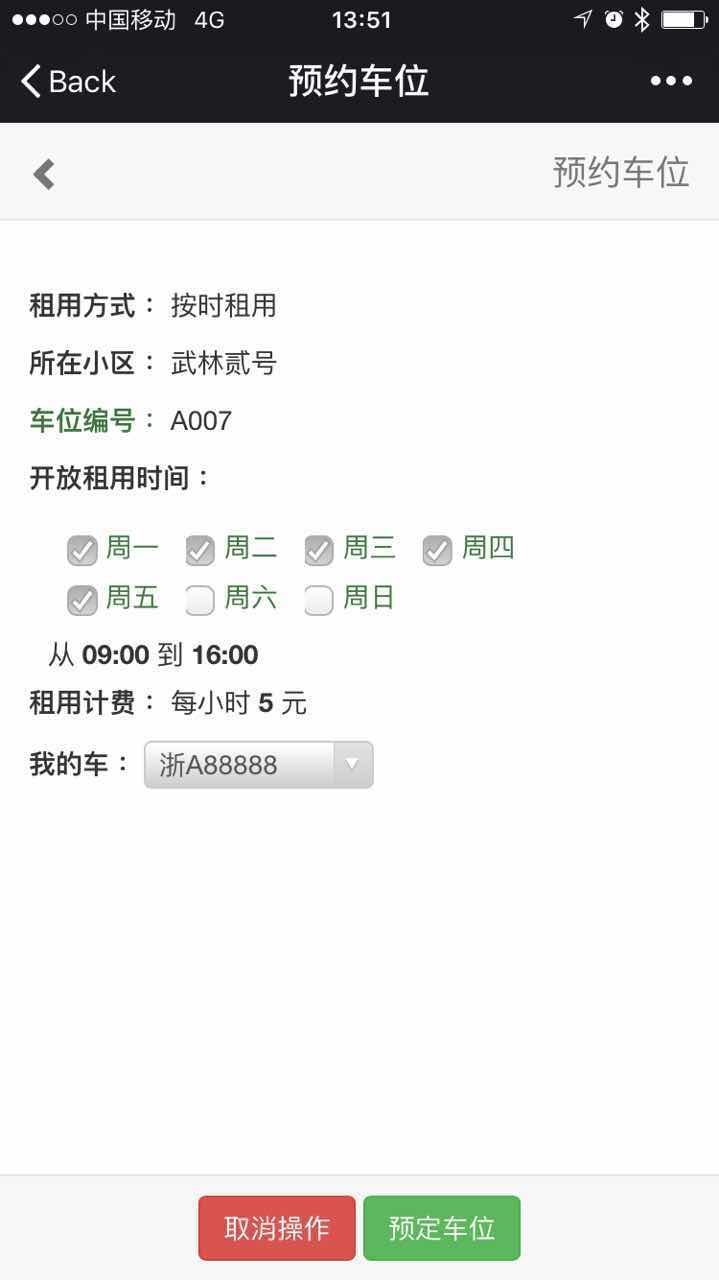 中国移动 4G 13:51
Back 预约车位
预约车位
租用方式： 按时租用
所在小区： 武林贰号
车位编号： A007
开放租用时间：
周一 周二 周三 周四
周五 周六 周日
从 09:00 到 16:00
租用计费： 每小时 5 元
我的车： 浙A88888
取消操作 预定车位